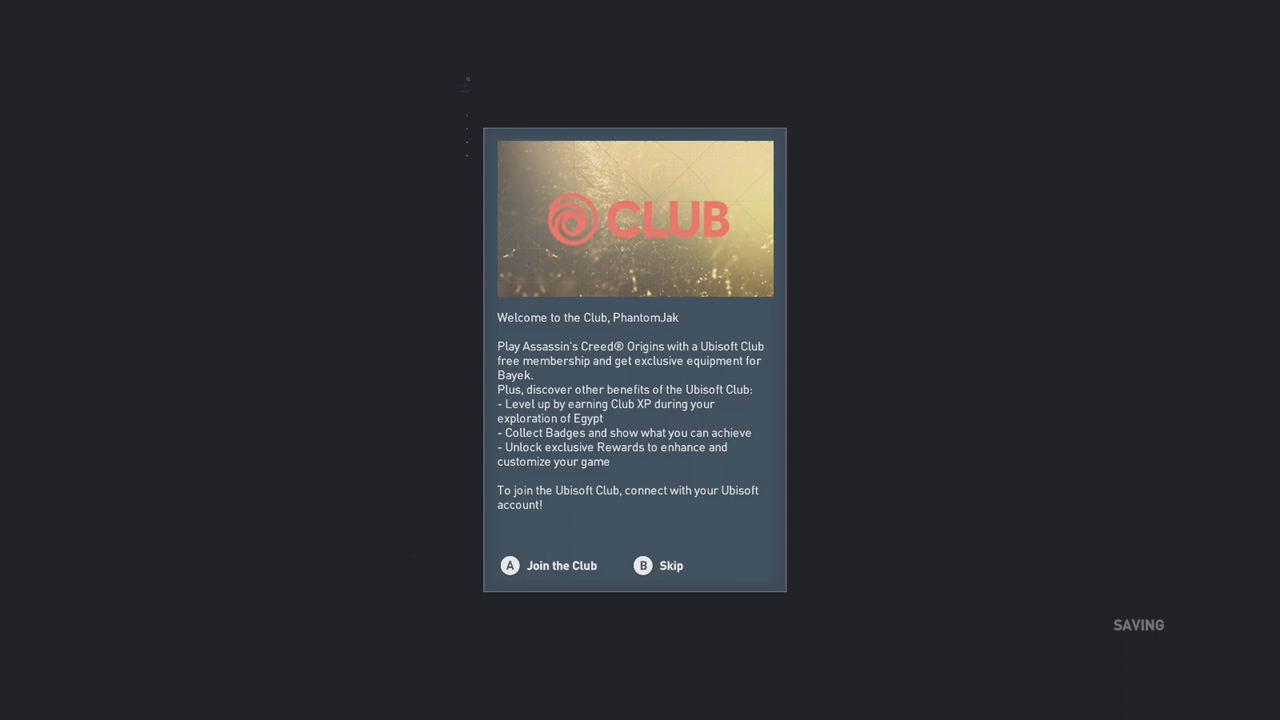 CLUB
Welcome to the Club, PhantomJak
Play Assassin's Creed® Origins with a Ubisoft Club
free membership and get exclusive equipment for
Bayek.
Plus, discover other benefits of the Ubisoft Club:
- Level up by earning Club XP during your
exploration of Egypt
- Collect Badges and show what you can achieve
- Unlock exclusive Rewards to enhance and
customize your game
To join the Ubisoft Club, connect with your Ubisoft
account!
A Join the Club B Skip
SAVING